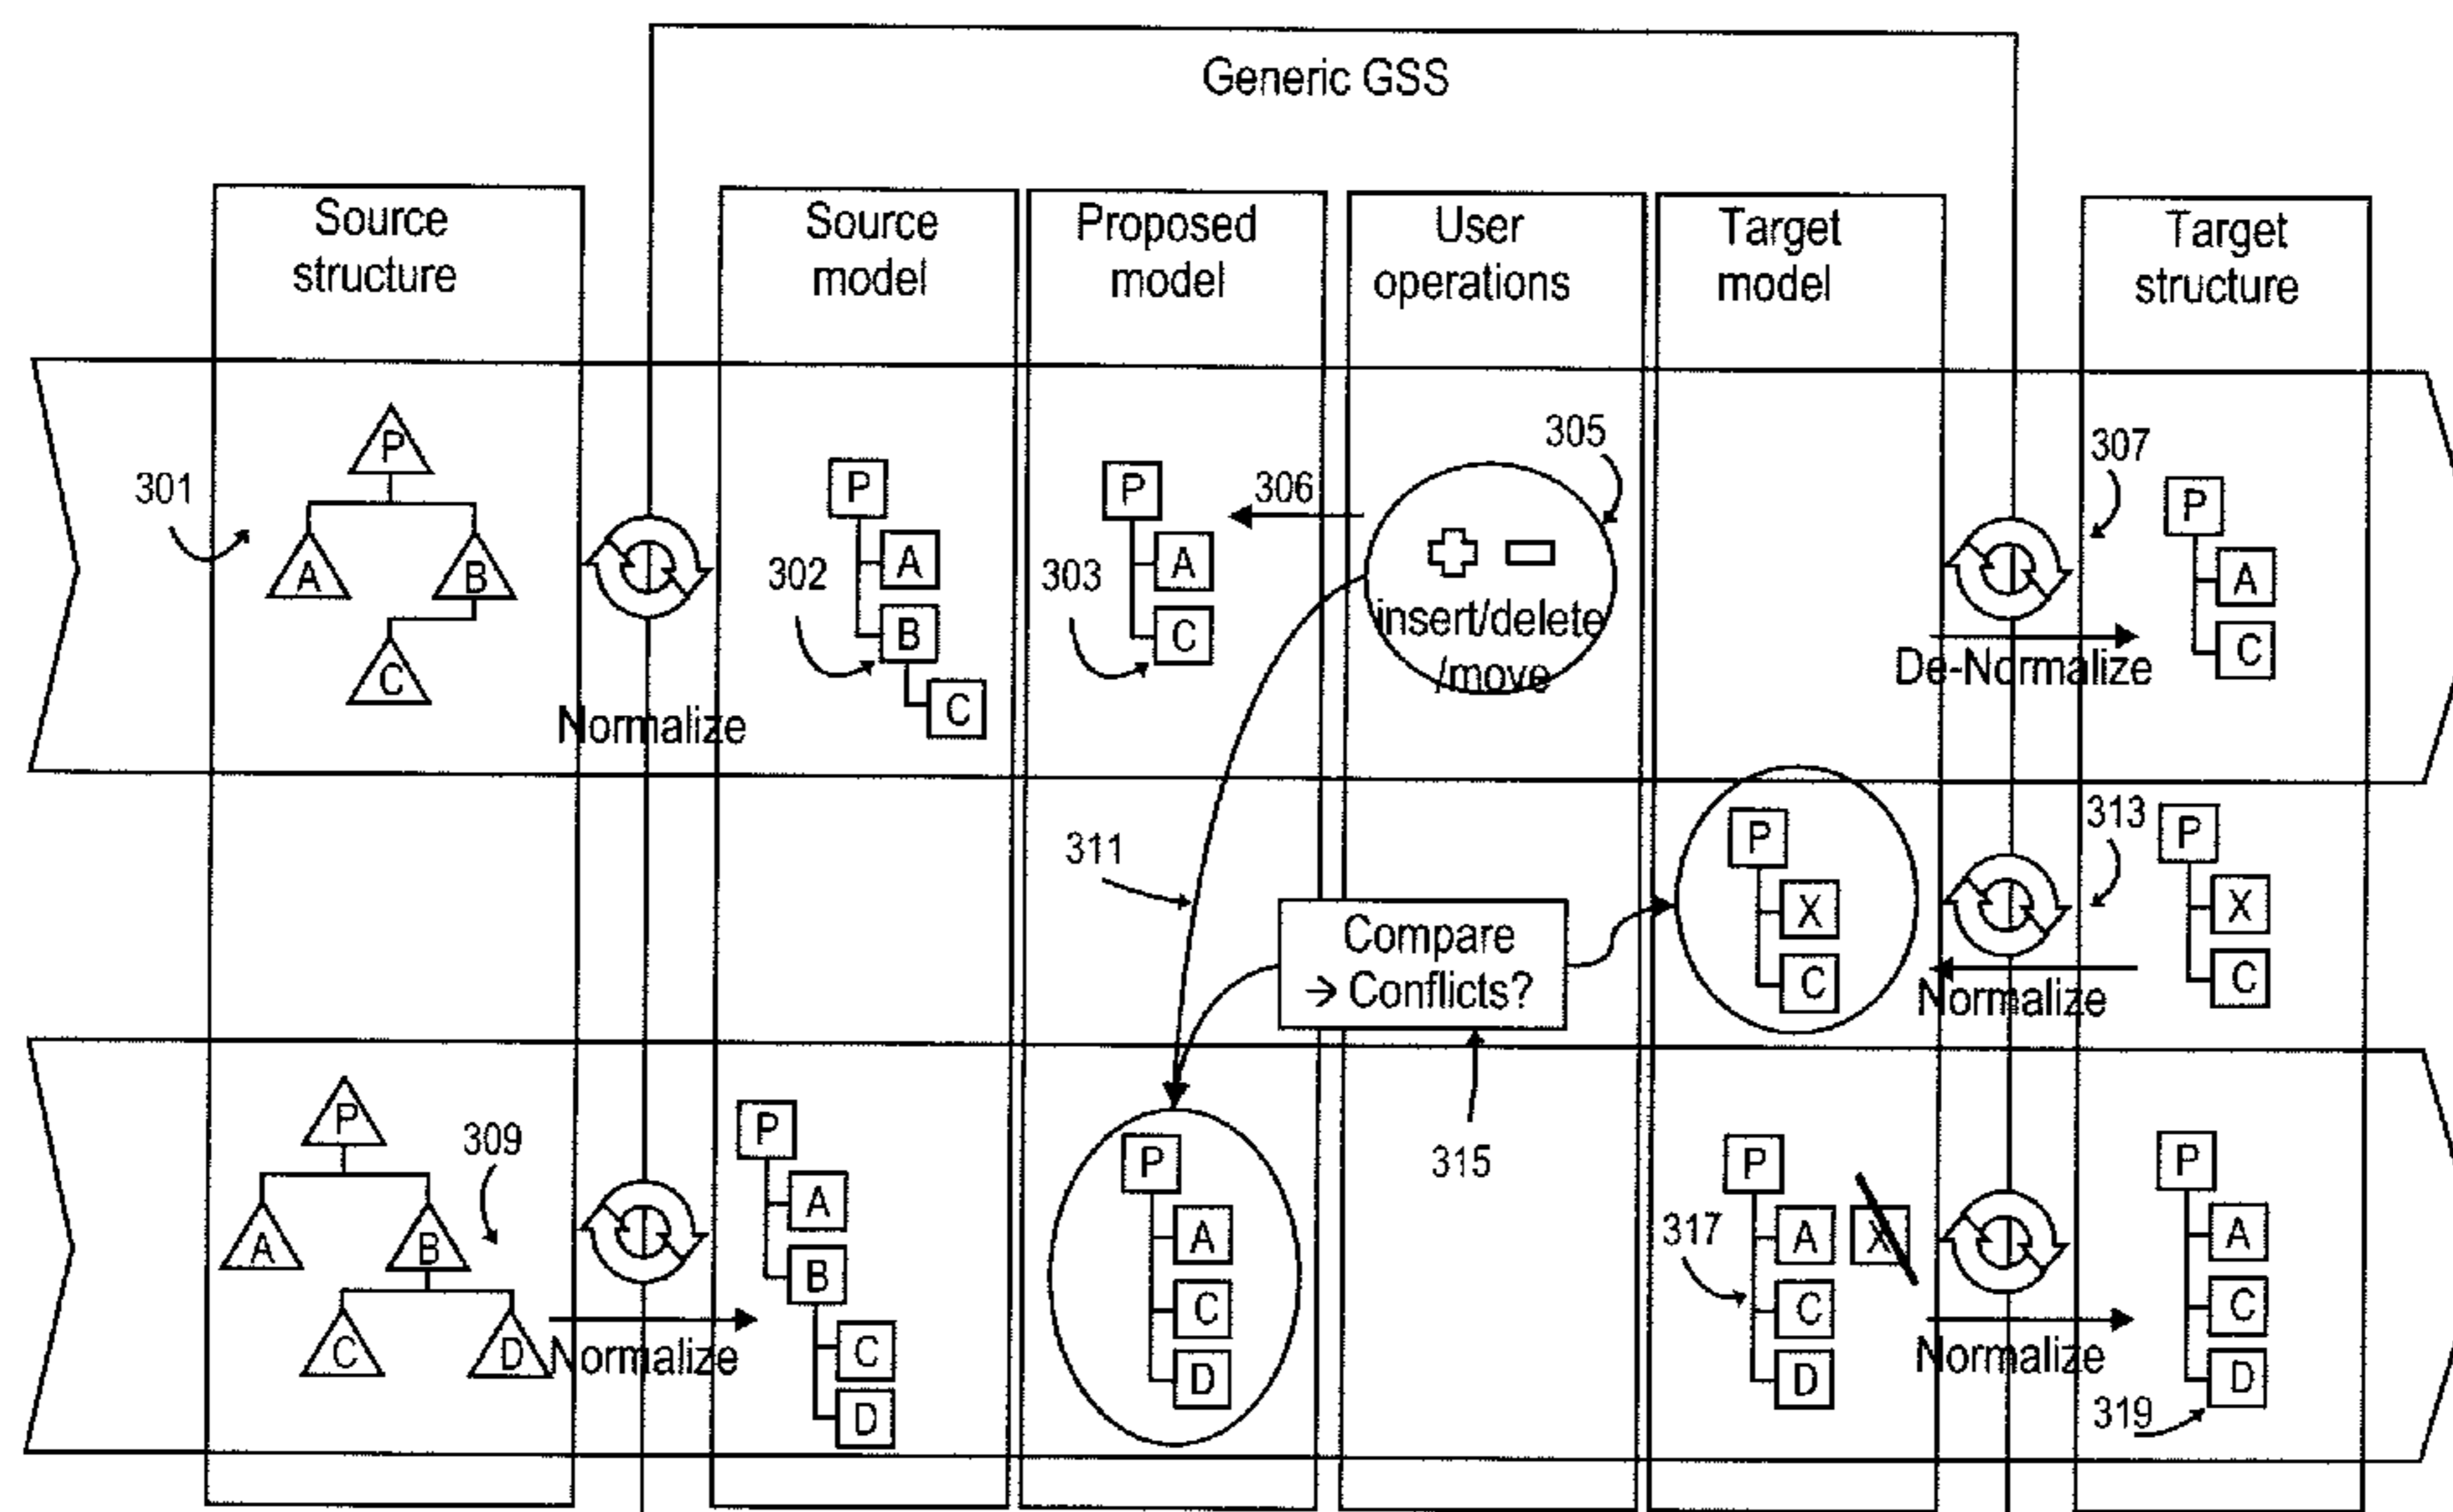 Generic GSS
Source
structure
Source
model
Proposed
model
User
operations
Target
model
Target
structure
301
P
A
B
C
Normalize
302
P
A
B
C
303
P
A
C
306
305
insert/delete
/move
307
De-Normalize
P
A
C
311
Compare
→ Conflicts?
315
P
X
C
313
Normalize
P
X
C
309
P
A
B
C
D
Normalize
P
A
B
C
D
P
A
C
D
317
P
A
X
C
D
Normalize
319
P
A
C
D